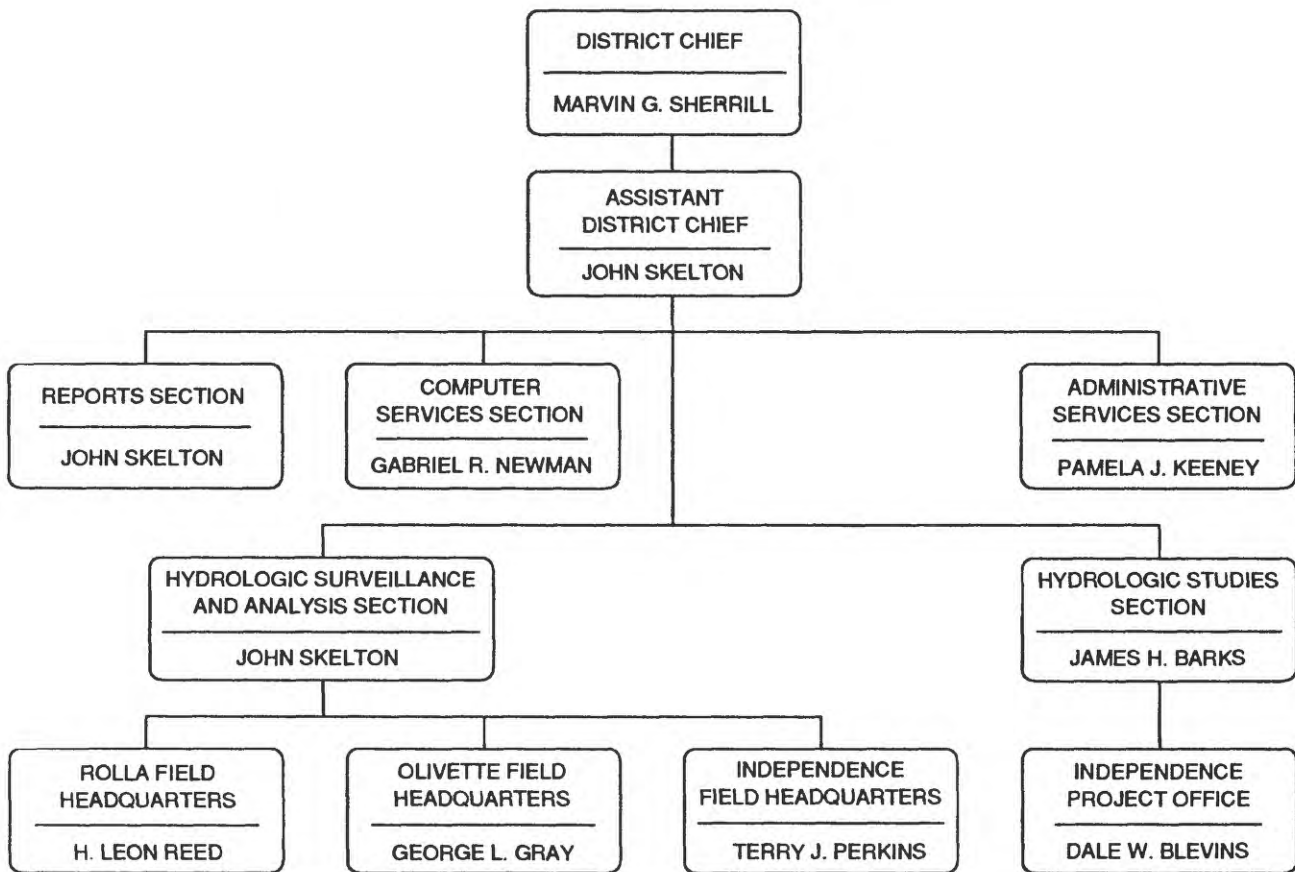 DISTRICT CHIEF
MARVIN G. SHERRILL
ASSISTANT
DISTRICT CHIEF
JOHN SKELTON
REPORTS SECTION
JOHN SKELTON
COMPUTER
SERVICES SECTION
GABRIEL R. NEWMAN
ADMINISTRATIVE
SERVICES SECTION
PAMELA J. KEENEY
HYDROLOGIC SURVEILLANCE
AND ANALYSIS SECTION
JOHN SKELTON
HYDROLOGIC STUDIES
SECTION
JAMES H. BARKS
ROLLA FIELD
HEADQUARTERS
H. LEON REED
OLIVETTE FIELD
HEADQUARTERS
GEORGE L. GRAY
INDEPENDENCE
FIELD HEADQUARTERS
TERRY J. PERKINS
INDEPENDENCE
PROJECT OFFICE
DALE W. BLEVINS